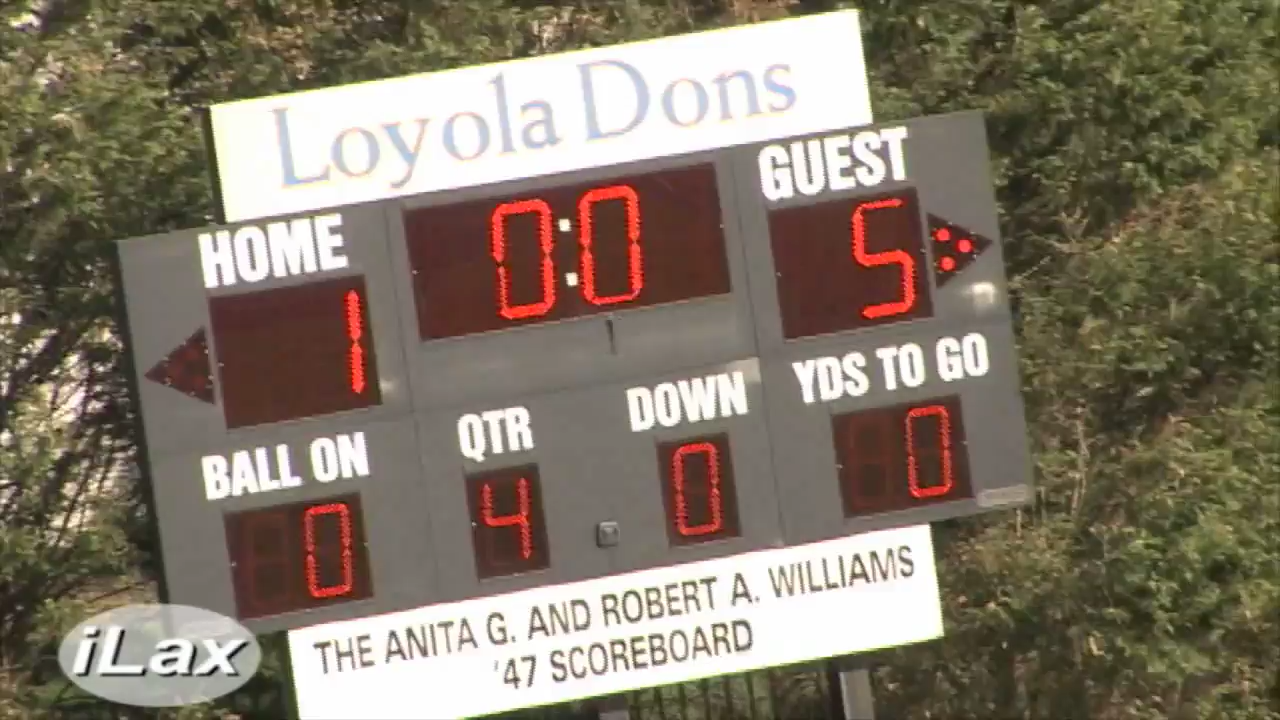 Loyola Dons
HOME
0:0
GUEST
1
5
BALL ON
QTR
DOWN
YDS TO GO
0
4
0
0
THE ANITA G. AND ROBERT A. WILLIAMS
'47 SCOREBOARD
iLax